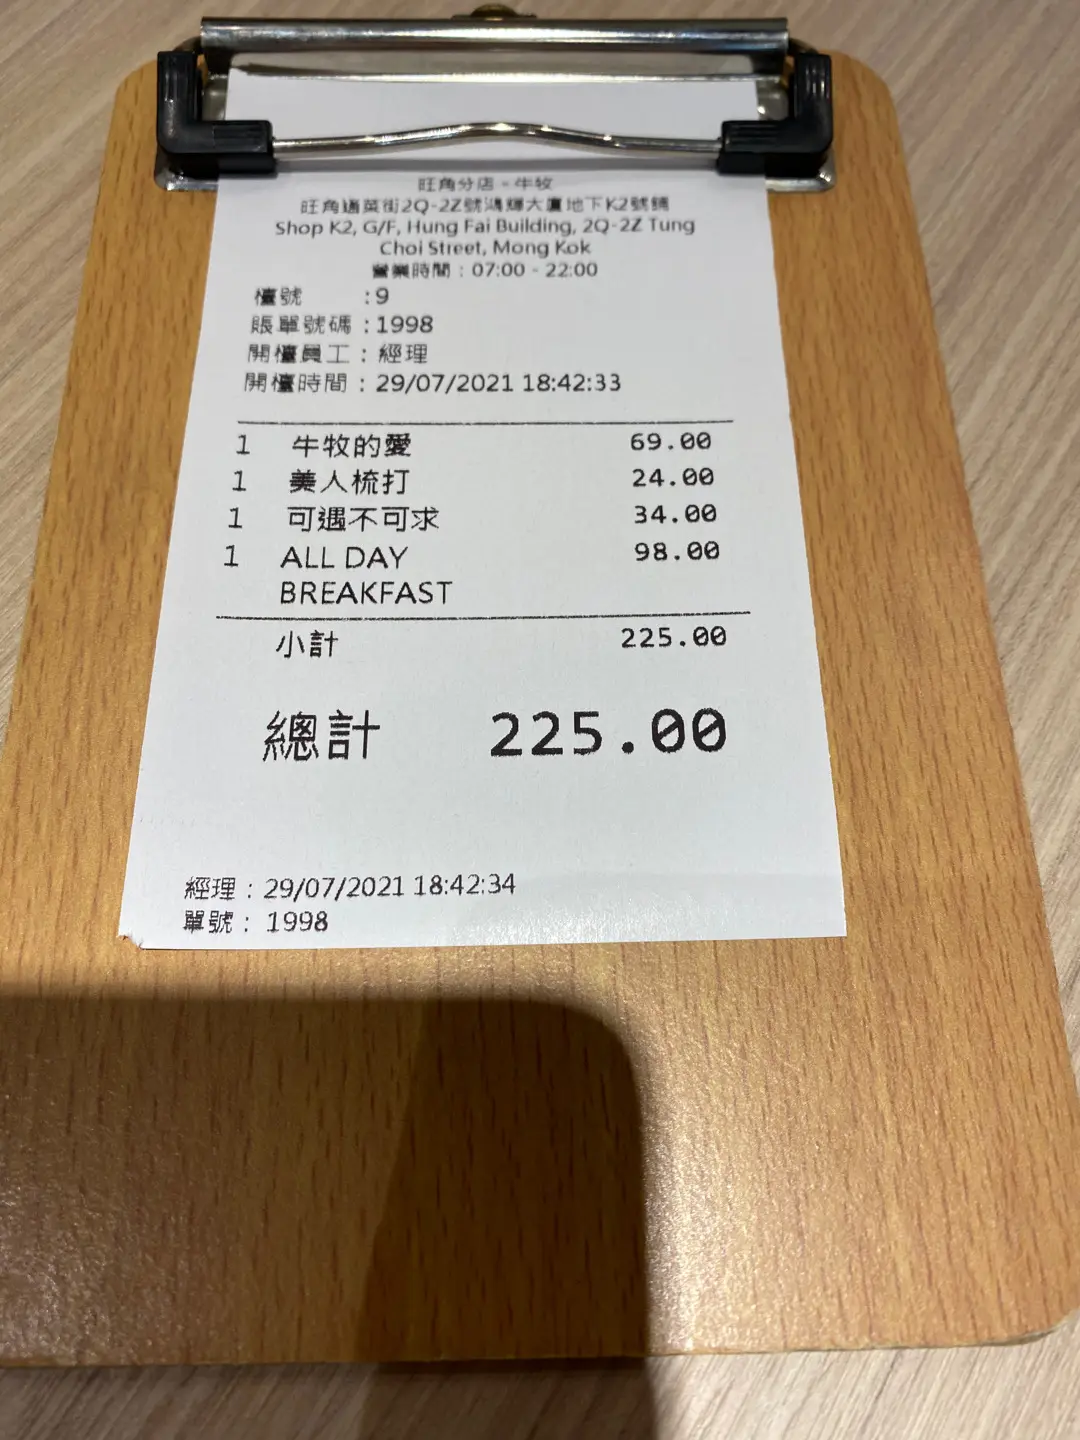 旺角分店 - 牛牧
旺角通菜街2Q-2Z號鴻輝大廈地下K2號舖
Shop K2, G/F, Hung Fai Building, 2Q-2Z Tung
Choi Street, Mong Kok
營業時間 : 07:00 - 22:00
檯號 : 9
賬單號碼 : 1998
開檯員工 : 經理
開檯時間 : 29/07/2021 18:42:33
1 牛牧的愛 69.00
1 美人梳打 24.00
1 可遇不可求 34.00
1 ALL DAY 98.00
BREAKFAST
小計 225.00
總計 225.00
經理 : 29/07/2021 18:42:34
單號 : 1998